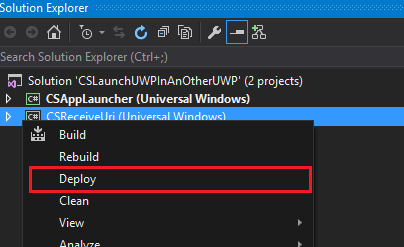 Solution Explorer
Search Solution Explorer (Ctrl+;)
Solution 'CSLaunchUWPInAnOtherUWP' (2 projects)
C# CSAppLauncher (Universal Windows)
C# CSReceiveUri (Universal Windows)
Build
Rebuild
Deploy
Clean
View
Analyze